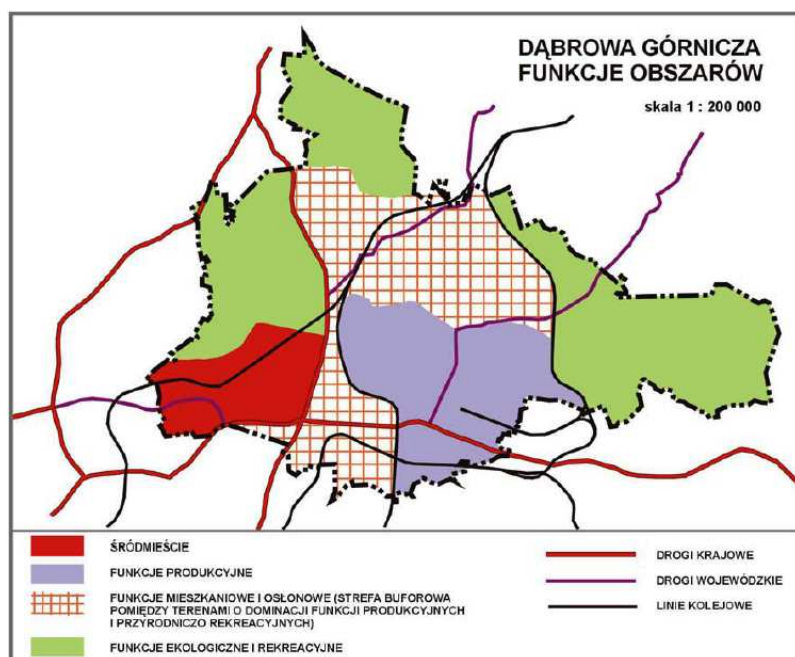 DĄBROWA GÓRNICZA
FUNKCJE OBSZARÓW
skala 1 : 200 000
ŚRÓDMIEŚCIE
FUNKCJE PRODUKCYJNE
FUNKCJE MIESZKANIOWE I OSŁONOWE (STREFA BUFOROWA
POMIĘDZY TERENAMI O DOMINACJI FUNKCJI PRODUKCYJNYCH
I PRZYRODNICZO REKREACYJNYCH)
FUNKCJE EKOLOGICZNE I REKREACYJNE
DROGI KRAJOWE
DROGI WOJEWÓDZKIE
LINIE KOLEJOWE